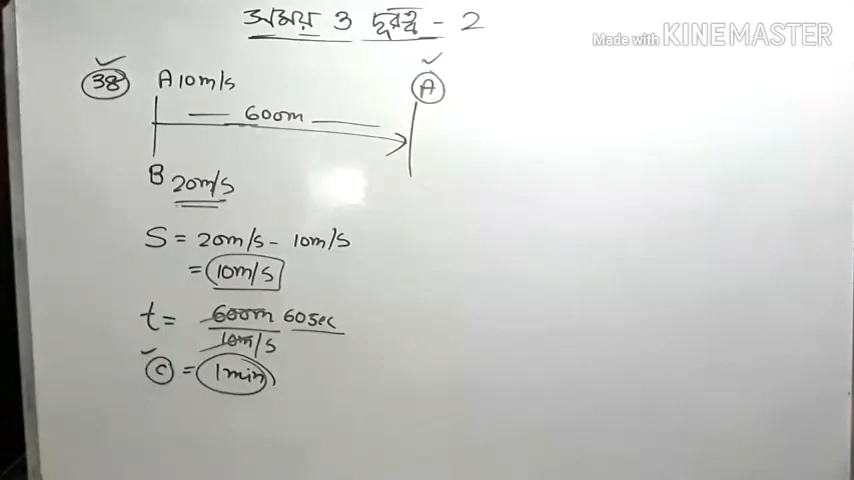 সময় ও দূরত্ব - 2
Made with KINEMASTER
38 A 10m/s A
600m
B 20m/s
S = 20m/s - 10m/s
= 10m/s
t = 600m 60sec
10m/s
C = 1min